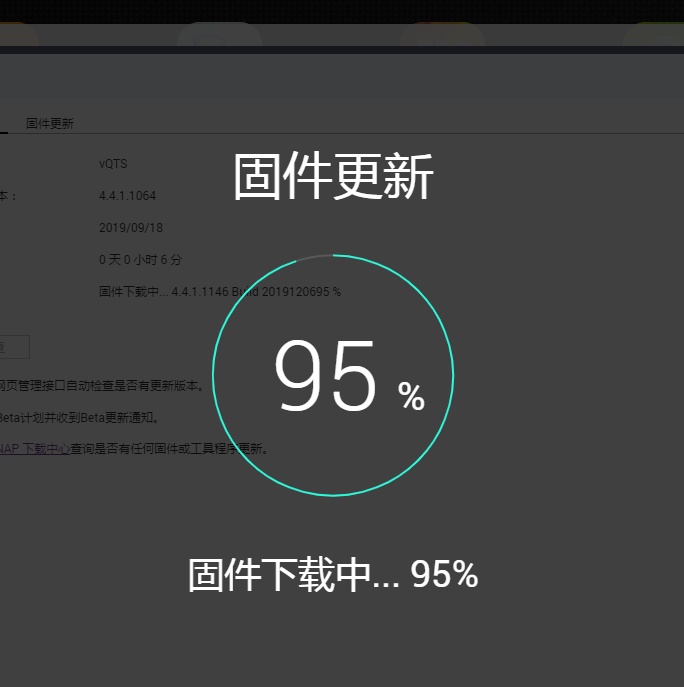 固件更新
固件更新
vQTS
本： 4.4.1.1064
2019/09/18
0 天 0 小时 6 分
固件下载中... 4.4.1.1146 Build 2019120695 %
95 %
查
网页管理接口自动检查是否有更新版本。
Beta计划并收到Beta更新通知。
NAP 下载中心查询是否有任何固件或工具程序更新。
固件下载中... 95%